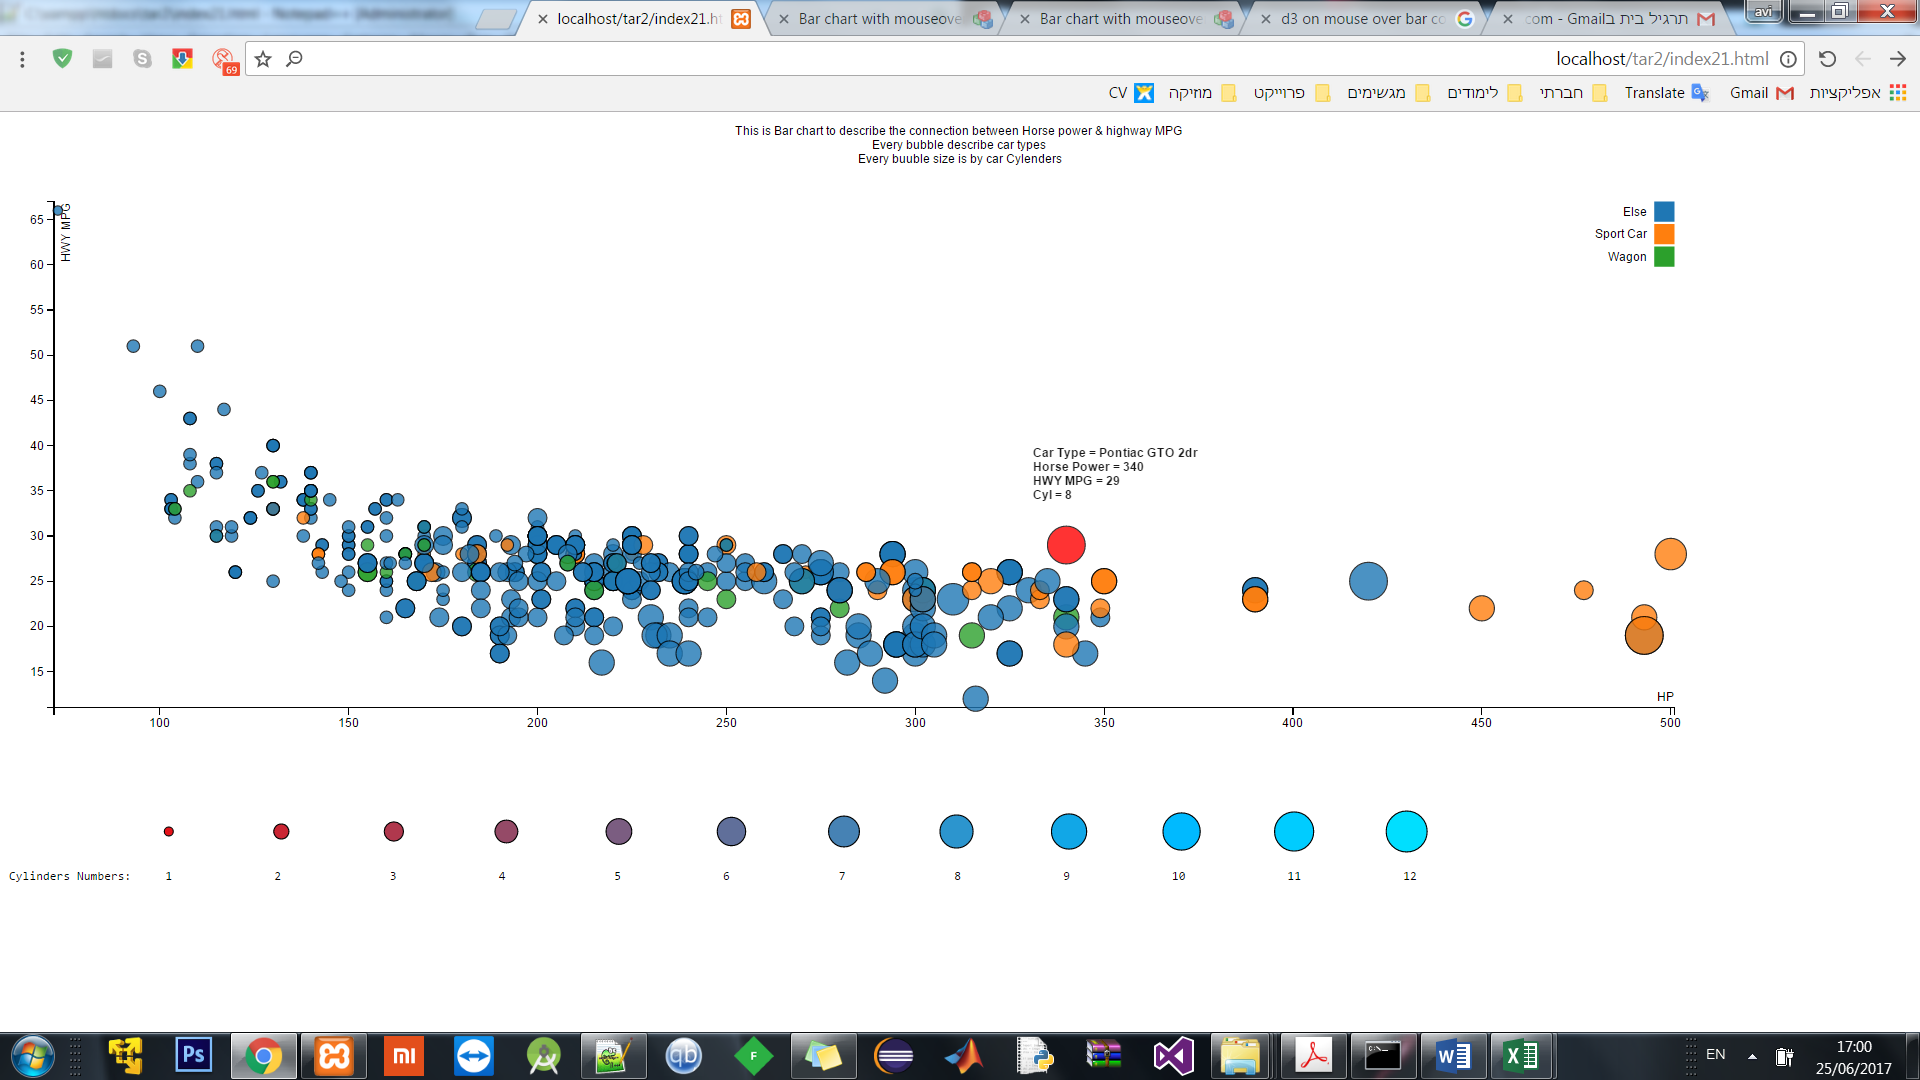 localhost/tar2/index21.ht
Bar chart with mouseove
Bar chart with mouseove
d3 on mouse over bar co
תרגיל בית ב
com - Gmail
avi
69
localhost/tar2/index21.html
CV
מוזיקה
פרוייקט
מגשימים
לימודים
חברתי
Translate
Gmail
אפליקציות
This is Bar chart to describe the connection between Horse power & highway MPG
Every bubble describe car types
Every buuble size is by car Cylenders
HWY MPG
65
60
55
50
45
40
35
30
25
20
15
Else
Sport Car
Wagon
Car Type = Pontiac GTO 2dr
Horse Power = 340
HWY MPG = 29
Cyl = 8
HP
100 150 200 250 300 350 400 450 500
Cylinders Numbers: 1 2 3 4 5 6 7 8 9 10 11 12
Ps
mi
qb
F
EN
17:00
25/06/2017